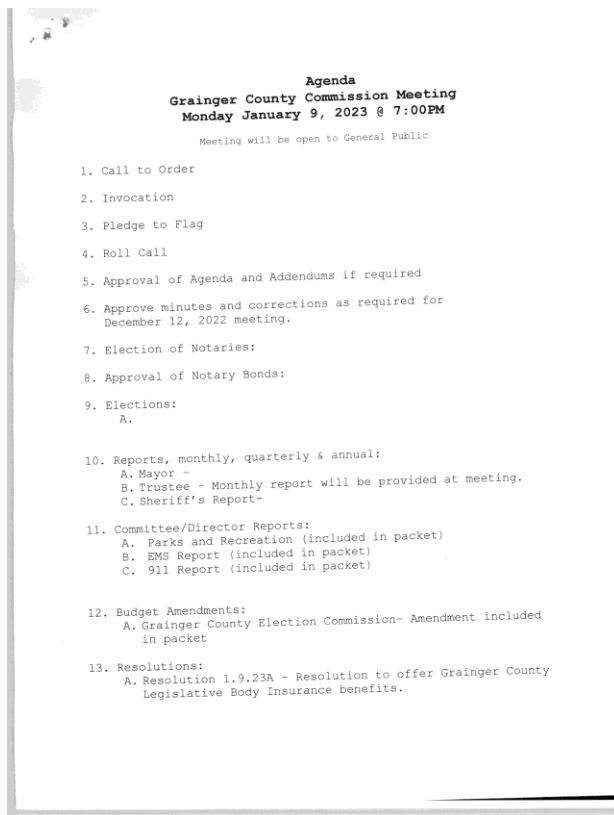 Agenda
Grainger County Commission Meeting
Monday January 9, 2023 @ 7:00PM
Meeting will be open to General Public
1. Call to Order
2. Invocation
3. Pledge to Flag
4. Roll Call
5. Approval of Agenda and Addendums if required
6. Approve minutes and corrections as required for
December 12, 2022 meeting.
7. Election of Notaries:
8. Approval of Notary Bonds:
9. Elections:
A.
10. Reports, monthly, quarterly & annual:
A. Mayor –
B. Trustee – Monthly report will be provided at meeting.
C. Sheriff's Report-
11. Committee/Director Reports:
A. Parks and Recreation (included in packet)
B. EMS Report (included in packet)
C. 911 Report (included in packet)
12. Budget Amendments:
A. Grainger County Election Commission- Amendment included
in packet
13. Resolutions:
A. Resolution 1.9.23A – Resolution to offer Grainger County
Legislative Body Insurance benefits.